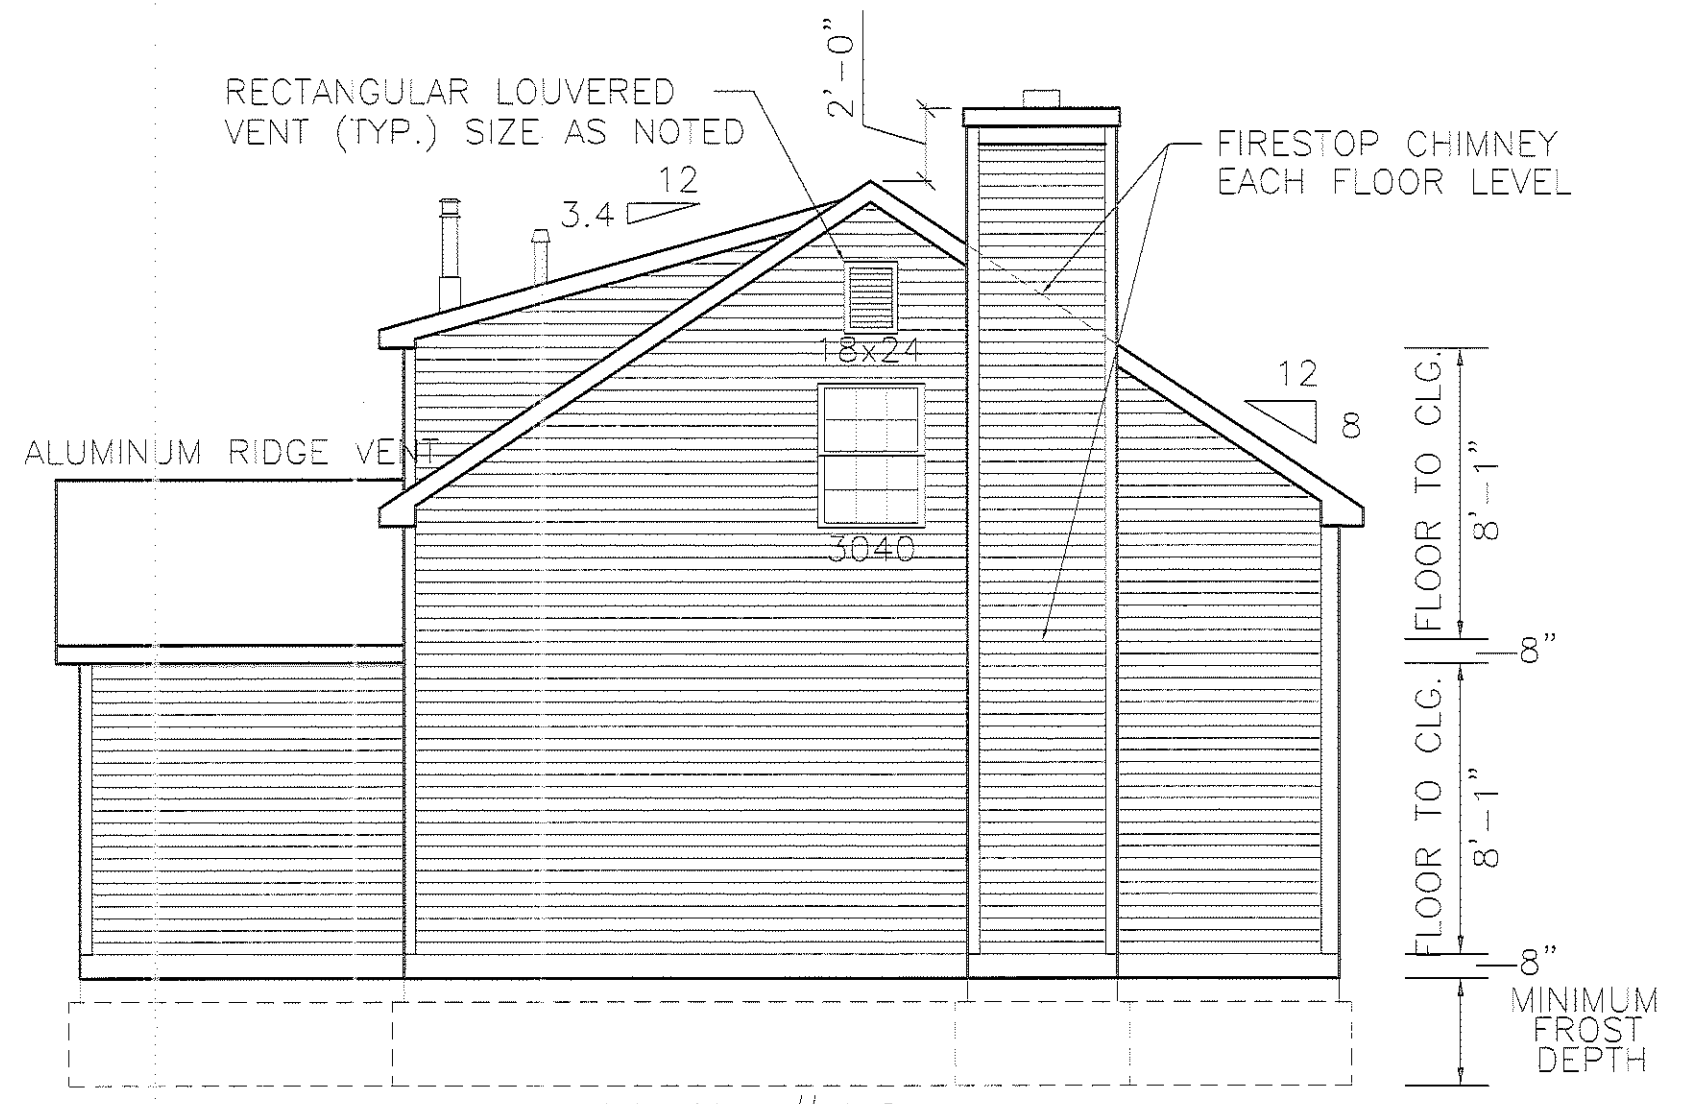 2'-0"
RECTANGULAR LOUVERED
VENT (TYP.) SIZE AS NOTED
FIRESTOP CHIMNEY
EACH FLOOR LEVEL
12
3.4
18x24
12
8
ALUMINUM RIDGE VENT
3040
FLOOR TO CLG.
8'-1"
8"
FLOOR TO CLG.
8'-1"
8"
MINIMUM
FROST
DEPTH